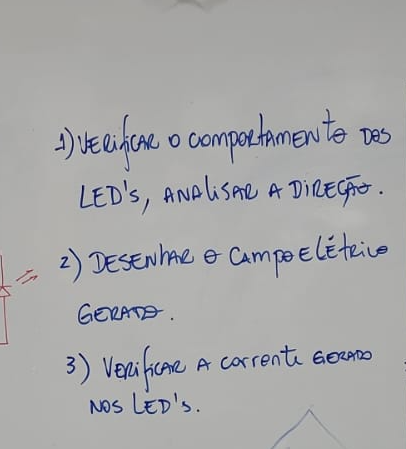 1) VERIFICAR O COMPORTAMENTO DOS
LED'S, ANALISAR A DIREÇÃO.
2) DESENHAR O CAMPO ELÉTRICO
GERADO.
3) VERIFICAR A CORRENTE GERADO
NOS LED'S.